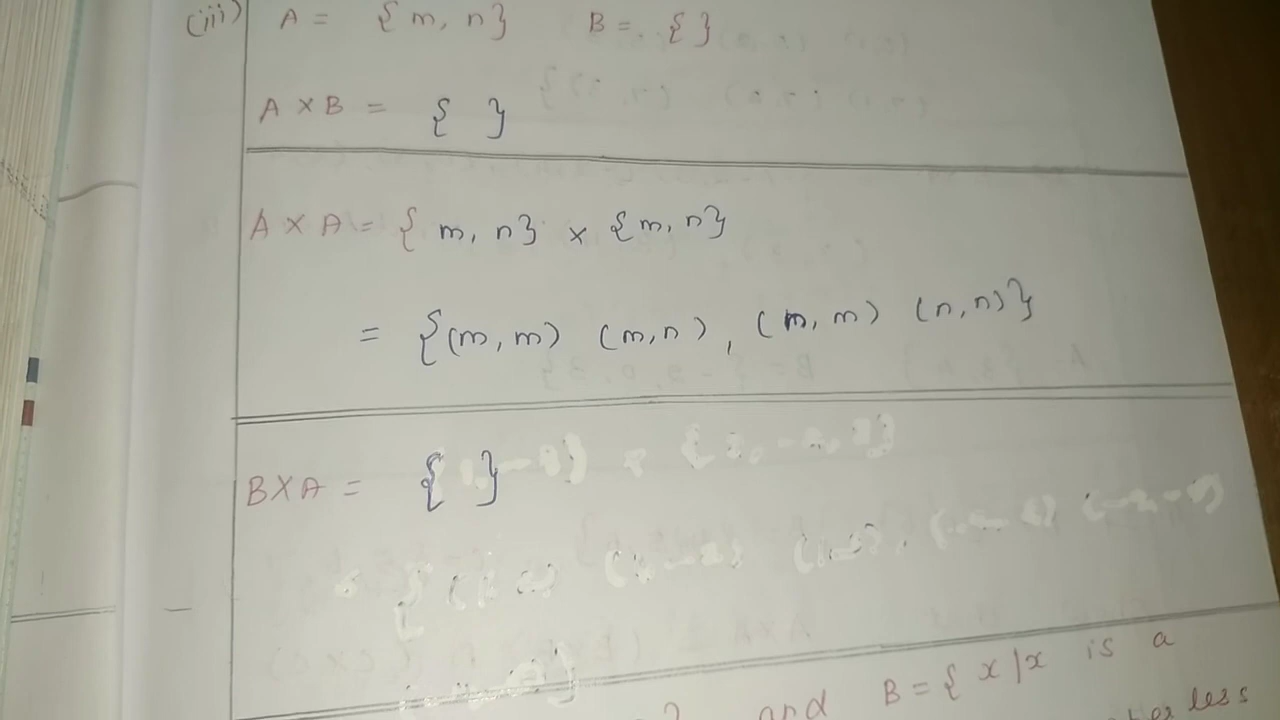 (iii) A = {m, n} B = { }
A × B = { }
A × A = { m, n} × {m, n}
= {(m, m) (m, n), (n, m) (n, n)}
B X A = { }
and B = { x / x is a
less